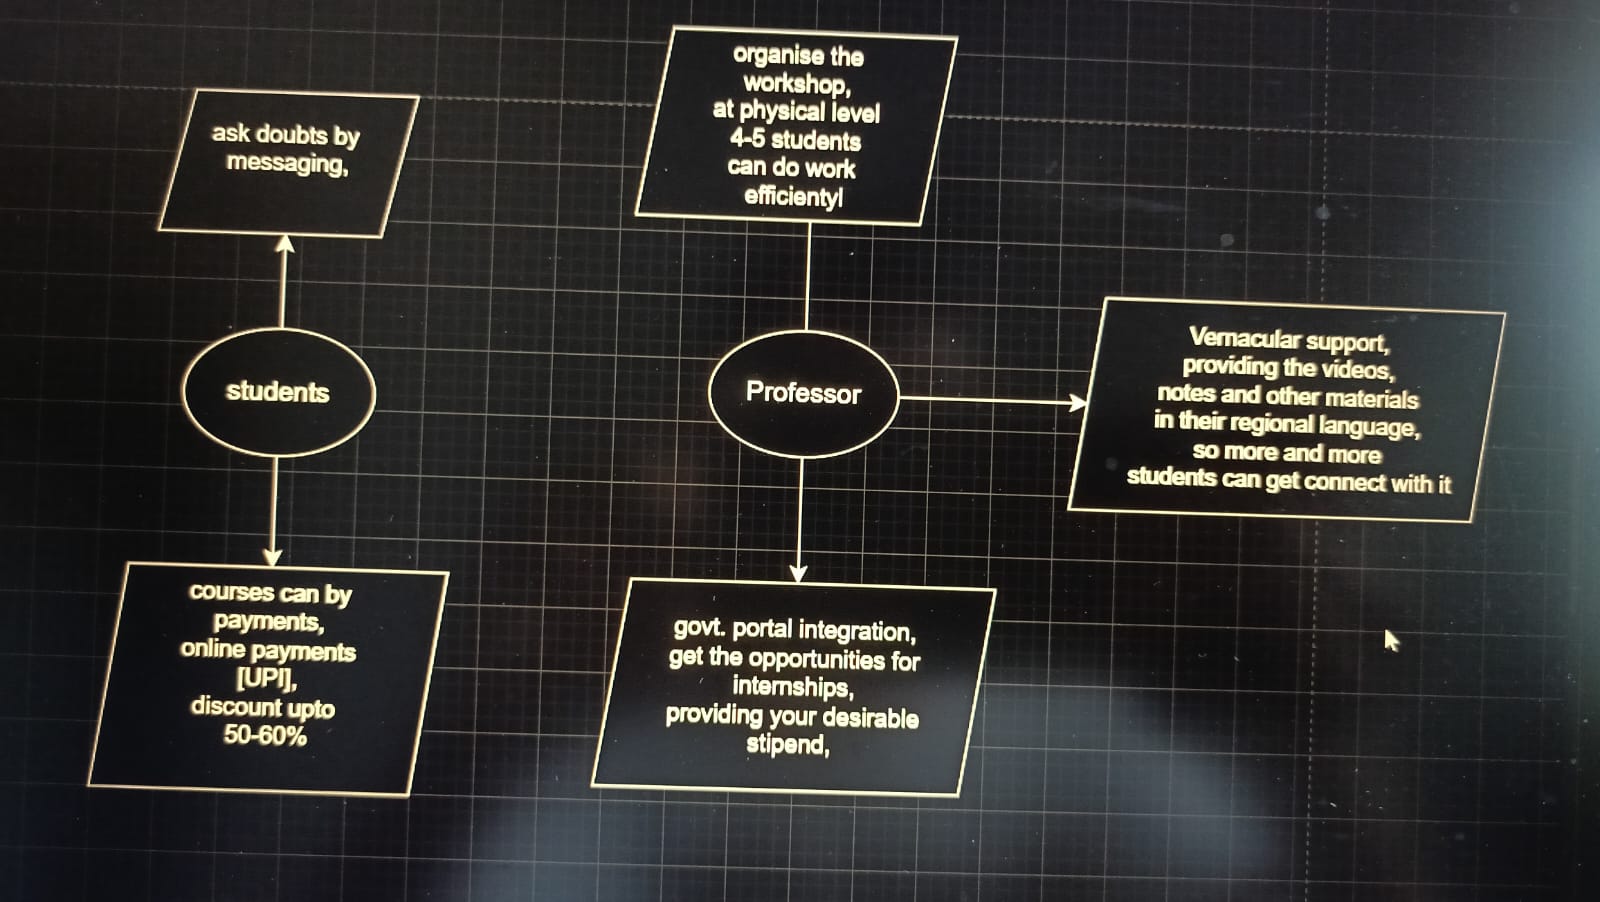 organise the
workshop,
at physical level
4-5 students
can do work
efficientyl
ask doubts by
messaging,
students
Professor
Vernacular support,
providing the videos,
notes and other materials
in their regional language,
so more and more
students can get connect with it
courses can by
payments,
online payments
[UPI],
discount upto
50-60%
govt. portal integration,
get the opportunities for
internships,
providing your desirable
stipend,